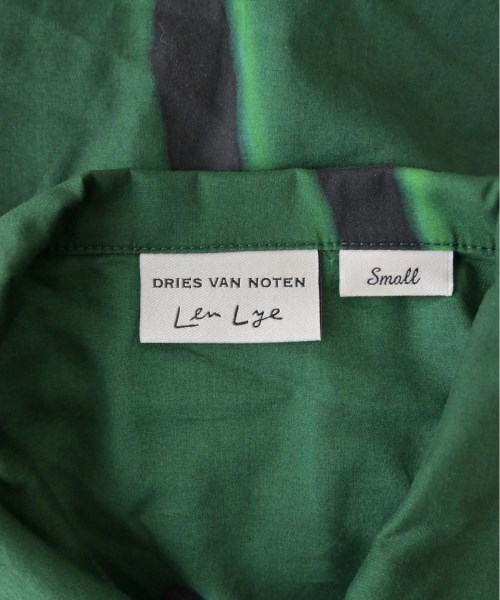 DRIES VAN NOTEN
Len Lye
Small